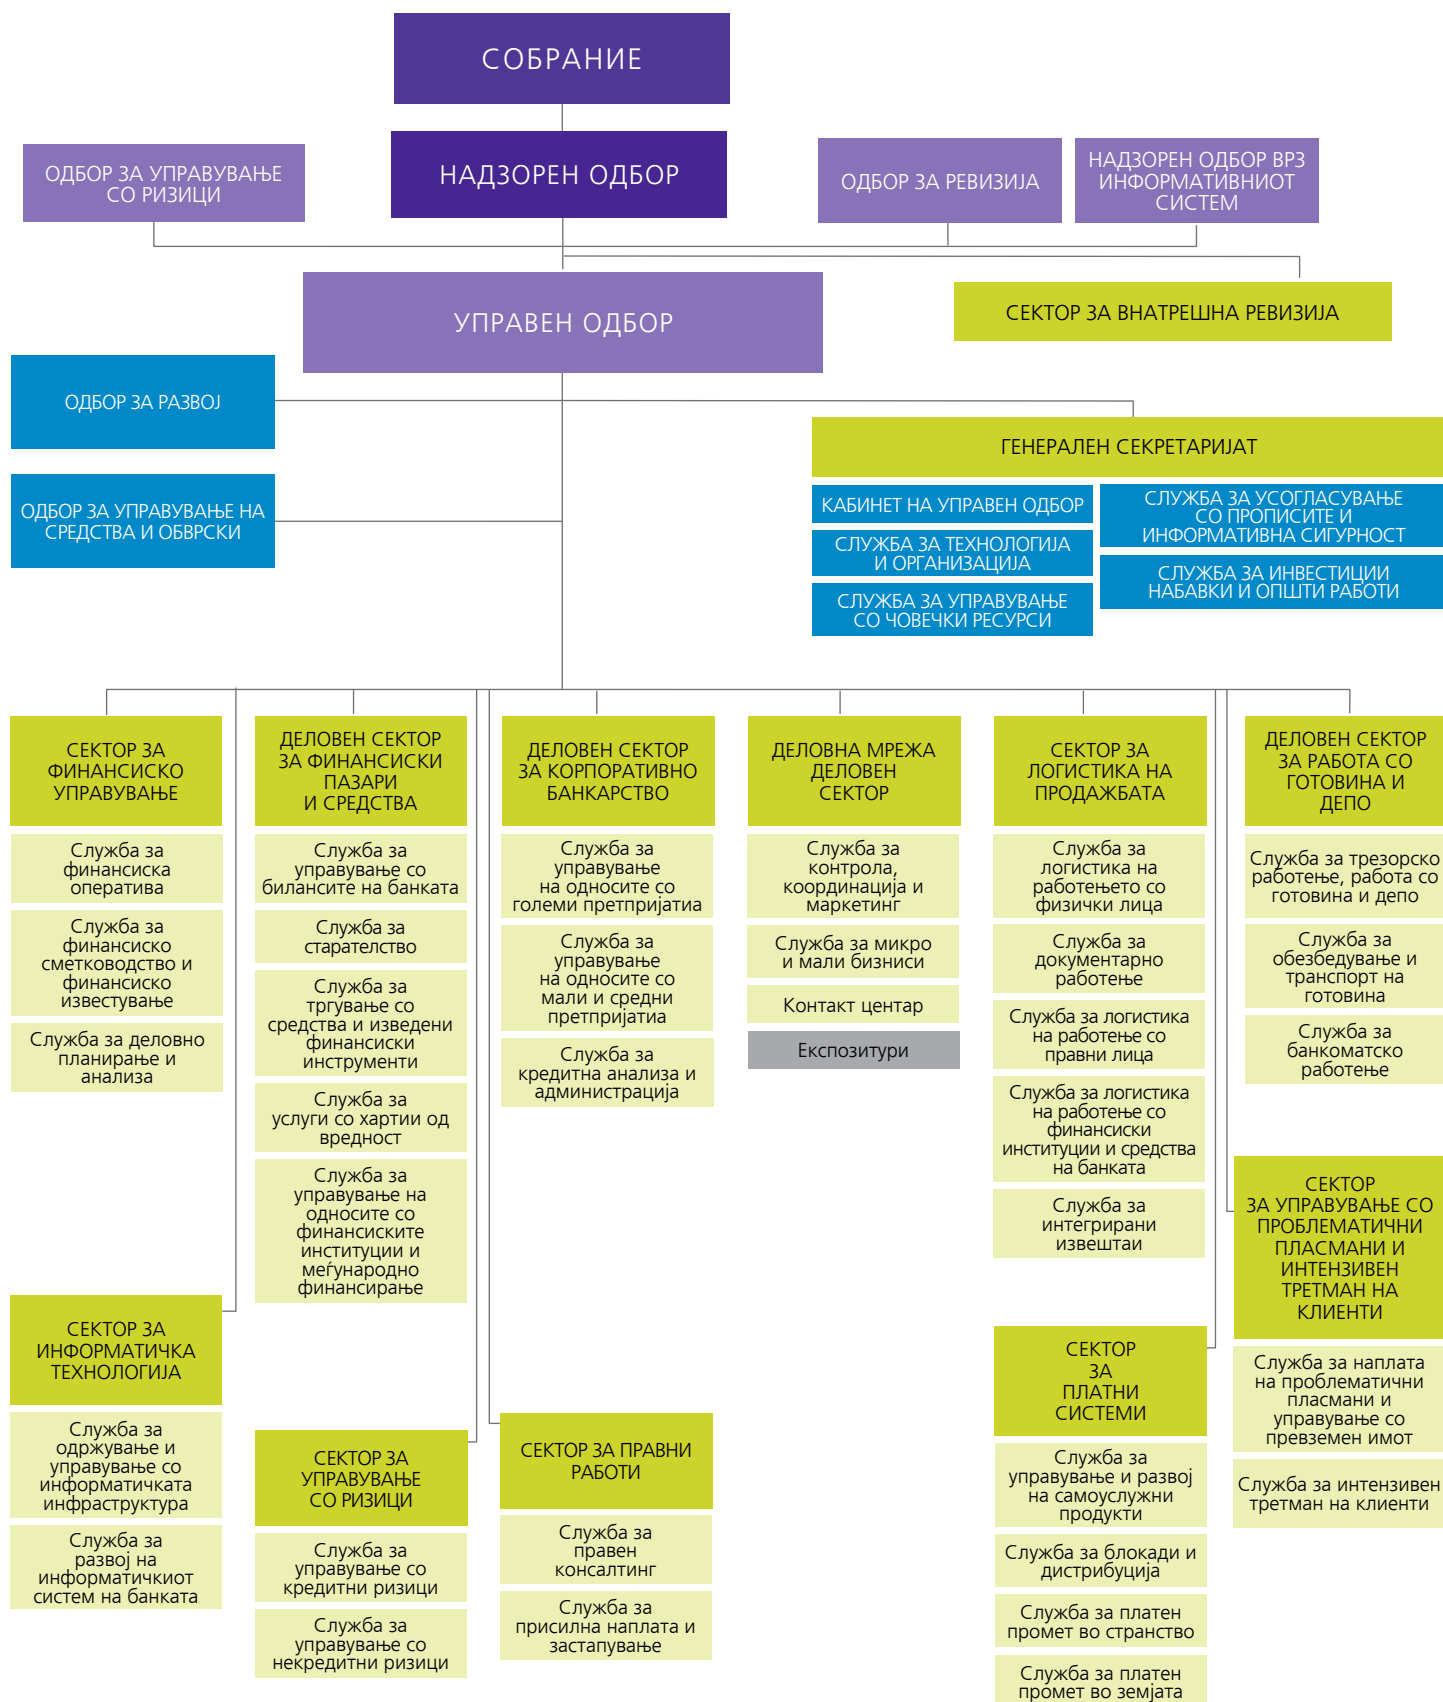 СОБРАНИЕ
ОДБОР ЗА УПРАВУВАЊЕ
СО РИЗИЦИ
НАДЗОРЕН ОДБОР
ОДБОР ЗА РЕВИЗИЈА
НАДЗОРЕН ОДБОР ВРЗ
ИНФОРМАТИВНИОТ
СИСТЕМ
УПРАВЕН ОДБОР
СЕКТОР ЗА ВНАТРЕШНА РЕВИЗИЈА
ОДБОР ЗА РАЗВОЈ
ОДБОР ЗА УПРАВУВАЊЕ НА
СРЕДСТВА И ОБВРСКИ
ГЕНЕРАЛЕН СЕКРЕТАРИЈАТ
КАБИНЕТ НА УПРАВЕН ОДБОР
СЛУЖБА ЗА ТЕХНОЛОГИЈА
И ОРГАНИЗАЦИЈА
СЛУЖБА ЗА УПРАВУВАЊЕ
СО ЧОВЕЧКИ РЕСУРСИ
СЛУЖБА ЗА УСОГЛАСУВАЊЕ
СО ПРОПИСИТЕ И
ИНФОРМАТИВНА СИГУРНОСТ
СЛУЖБА ЗА ИНВЕСТИЦИИ
НАБАВКИ И ОПШТИ РАБОТИ
СЕКТОР ЗА
ФИНАНСИСКО
УПРАВУВАЊЕ
Служба за
финансиска
оператива
Служба за
финансиско
сметководство и
финансиско
известување
Служба за деловно
планирање и
анализа
СЕКТОР ЗА
ИНФОРМАТИЧКА
ТЕХНОЛОГИЈА
Служба за
одржување и
управување со
информатичката
инфраструктура
Служба за
развој на
информатичкиот
систем на банката
ДЕЛОВЕН СЕКТОР
ЗА ФИНАНСИСКИ
ПАЗАРИ
И СРЕДСТВА
Служба за
управување со
билансите на банката
Служба за
старателство
Служба за
тргување со
средства и изведени
финансиски
инструменти
Служба за
услуги со хартии од
вредност
Служба за
управување на
односите со
финансиските
институции и
меѓународно
финансирање
СЕКТОР ЗА
УПРАВУВАЊЕ
СО РИЗИЦИ
Служба за
управување со
кредитни ризици
Служба за
управување со
некредитни ризици
ДЕЛОВЕН СЕКТОР
ЗА КОРПОРАТИВНО
БАНКАРСТВО
Служба за
управување
на односите со
големи претпријатиа
Служба за
управување
на односите со
мали и средни
претпријатиа
Служба за
кредитна анализа и
администрација
СЕКТОР ЗА ПРАВНИ
РАБОТИ
Служба за
правен
консалтинг
Служба за
присилна наплата и
застапување
ДЕЛОВНА МРЕЖА
ДЕЛОВЕН
СЕКТОР
Служба за
контрола,
координација и
маркетинг
Служба за микро
и мали бизниси
Контакт центар
Експозитури
СЕКТОР ЗА
ЛОГИСТИКА НА
ПРОДАЖБАТА
Служба за
логистика на
работењето со
физички лица
Служба за
документарно
работење
Служба за логистика
на работење со
правни лица
Служба за логистика
на работење со
финансиски
институции и средства
на банката
Служба за
интегрирани
извештаи
СЕКТОР
ЗА
ПЛАТНИ
СИСТЕМИ
Служба за
управување и развој
на самоуслужни
продукти
Служба за блокади и
дистрибуција
Служба за платен
промет во странство
Служба за платен
промет во земјата
ДЕЛОВЕН СЕКТОР
ЗА РАБОТА СО
ГОТОВИНА И
ДЕПО
Служба за трезорско
работење, работа со
готовина и депо
Служба за
обезбедување и
транспорт на
готовина
Служба за
банкоматско
работење
СЕКТОР
ЗА УПРАВУВАЊЕ СО
ПРОБЛЕМАТИЧНИ
ПЛАСМАНИ И
ИНТЕНЗИВЕН
ТРЕТМАН НА
КЛИЕНТИ
Служба за наплата
на проблематични
пласмани и
управување со
превземен имот
Служба за интензивен
третман на клиенти